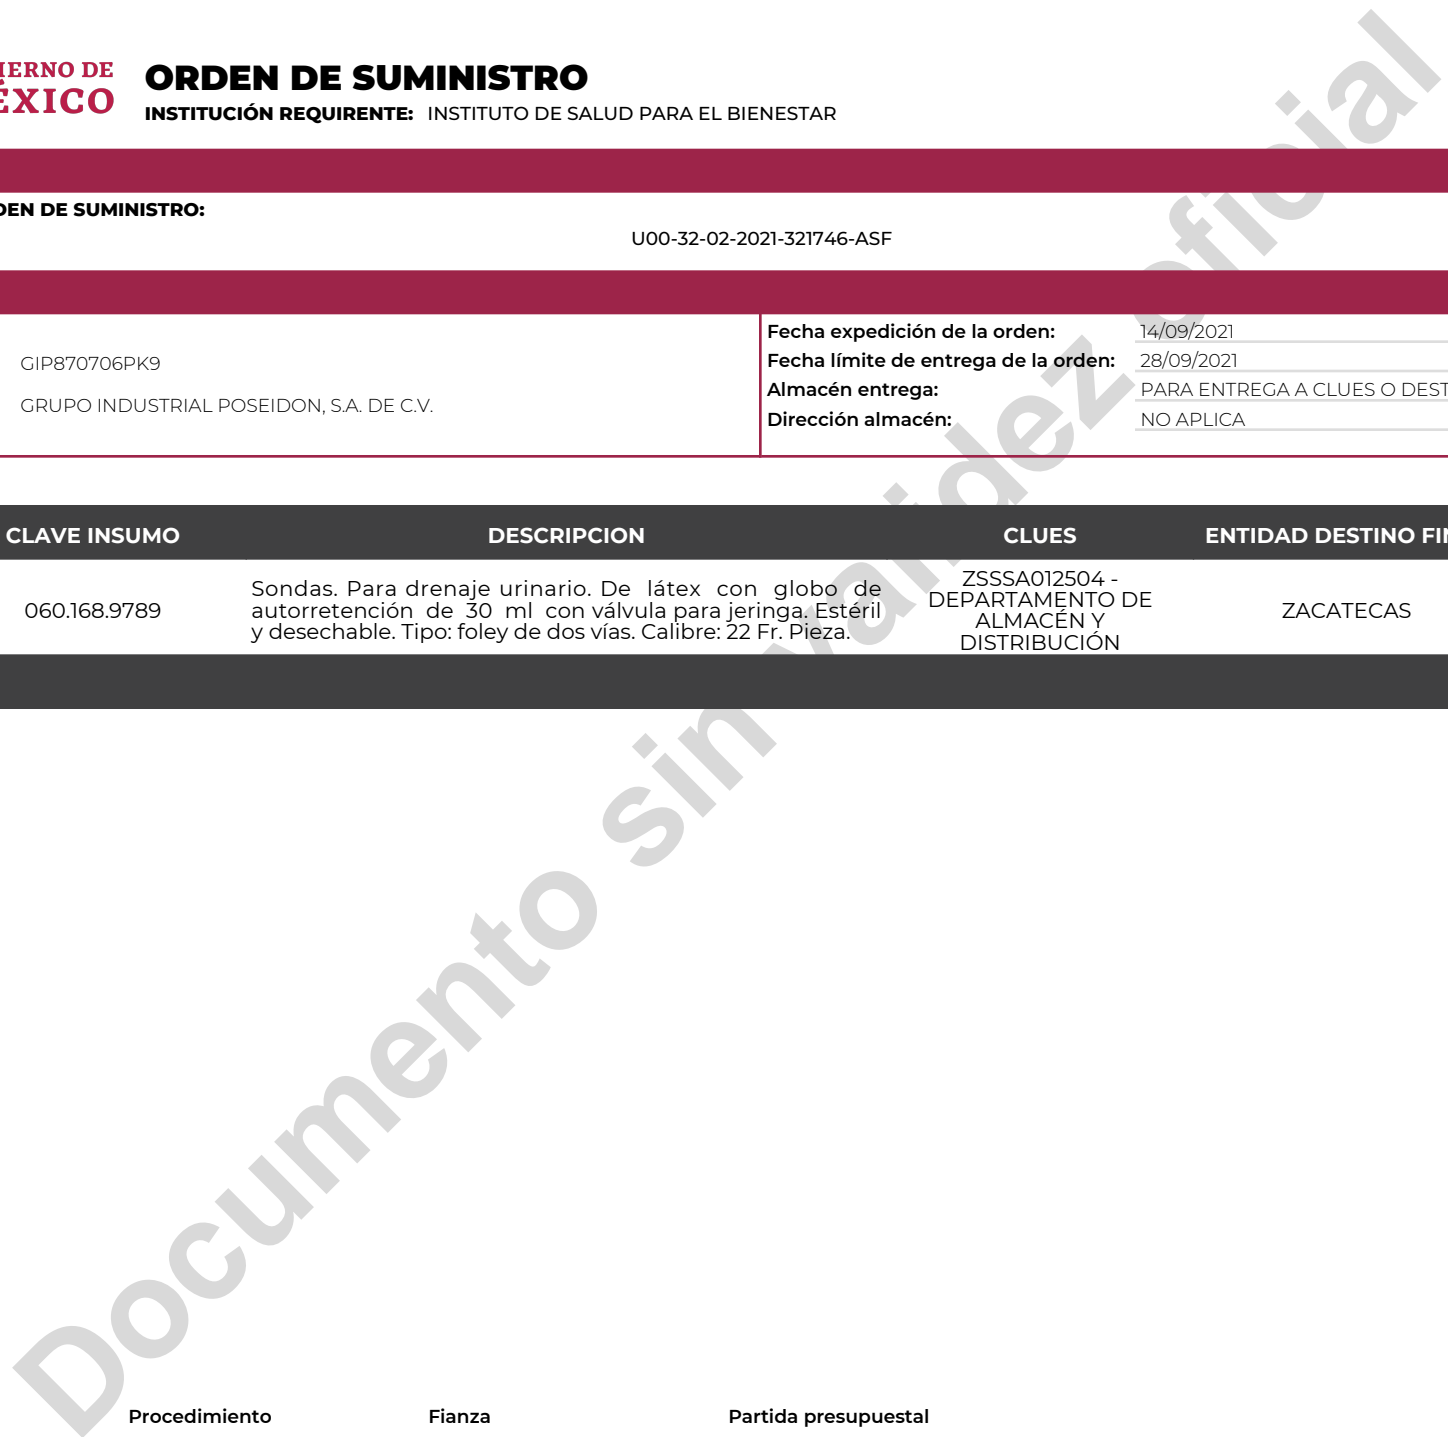 IERNO DE
ÉXICO
ORDEN DE SUMINISTRO
INSTITUCIÓN REQUIRENTE: INSTITUTO DE SALUD PARA EL BIENESTAR
DEN DE SUMINISTRO:
U00-32-02-2021-321746-ASF
GIP870706PK9
GRUPO INDUSTRIAL POSEIDON, S.A. DE C.V.
Fecha expedición de la orden: 14/09/2021
Fecha límite de entrega de la orden: 28/09/2021
Almacén entrega: PARA ENTREGA A CLUES O DEST
Dirección almacén: NO APLICA
CLAVE INSUMO DESCRIPCION CLUES ENTIDAD DESTINO FIN
060.168.9789
Sondas. Para drenaje urinario. De látex con globo de
autorretención de 30 ml con válvula para jeringa. Estéril
y desechable. Tipo: foley de dos vías. Calibre: 22 Fr. Pieza.
ZSSSA012504 -
DEPARTAMENTO DE
ALMACÉN Y
DISTRIBUCIÓN
ZACATECAS
Documento sin validez oficial
Procedimiento Fianza Partida presupuestal